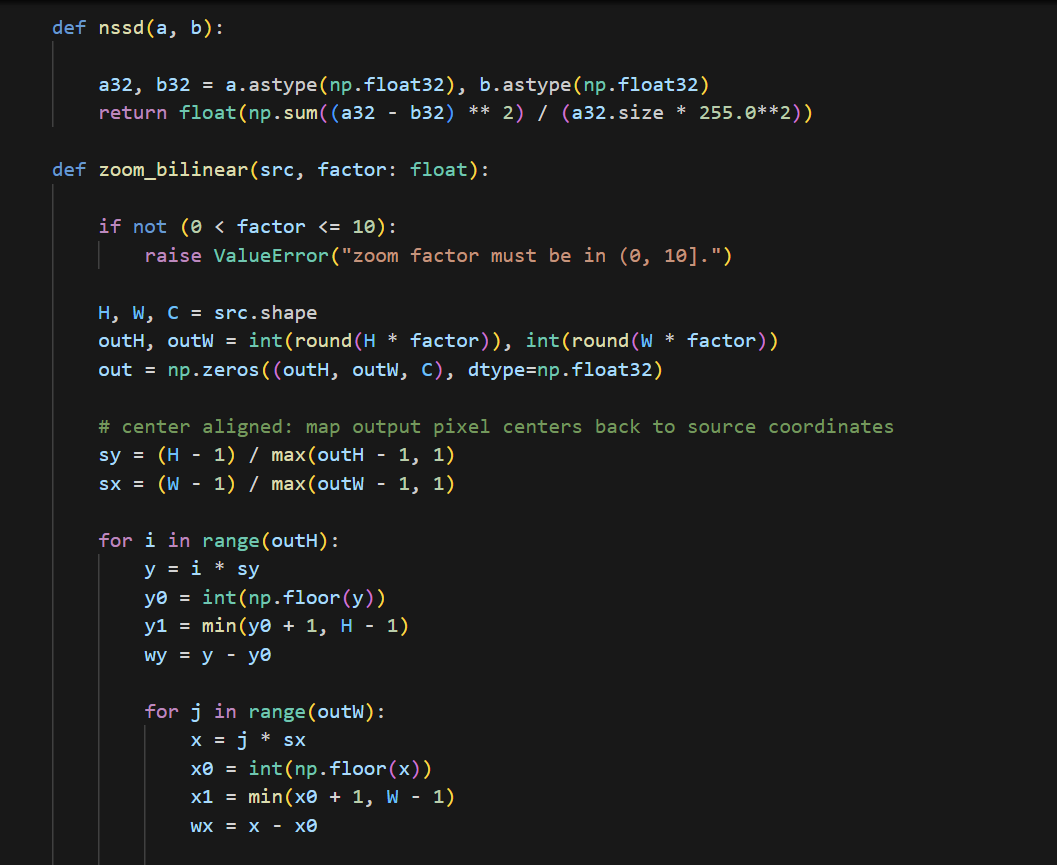 def nssd(a, b):
    a32, b32 = a.astype(np.float32), b.astype(np.float32)
    return float(np.sum((a32 - b32) ** 2) / (a32.size * 255.0**2))
def zoom_bilinear(src, factor: float):
    if not (0 < factor <= 10):
        raise ValueError("zoom factor must be in (0, 10].")
    H, W, C = src.shape
    outH, outW = int(round(H * factor)), int(round(W * factor))
    out = np.zeros((outH, outW, C), dtype=np.float32)
    # center aligned: map output pixel centers back to source coordinates
    sy = (H - 1) / max(outH - 1, 1)
    sx = (W - 1) / max(outW - 1, 1)
    for i in range(outH):
        y = i * sy
        y0 = int(np.floor(y))
        y1 = min(y0 + 1, H - 1)
        wy = y - y0
        for j in range(outW):
            x = j * sx
            x0 = int(np.floor(x))
            x1 = min(x0 + 1, W - 1)
            wx = x - x0